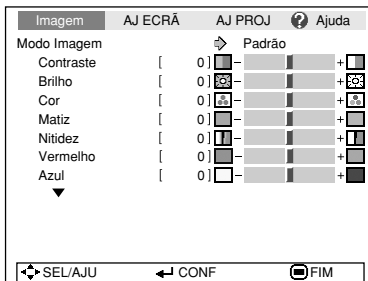 Imagem AJ ECRÃ AJ PROJ ? Ajuda
Modo Imagem Padrão
Contraste [ 0 ] − +
Brilho [ 0 ] − +
Cor [ 0 ] − +
Matiz [ 0 ] − +
Nitidez [ 0 ] − +
Vermelho [ 0 ] − +
Azul [ 0 ] − +
SEL/AJU CONF FIM